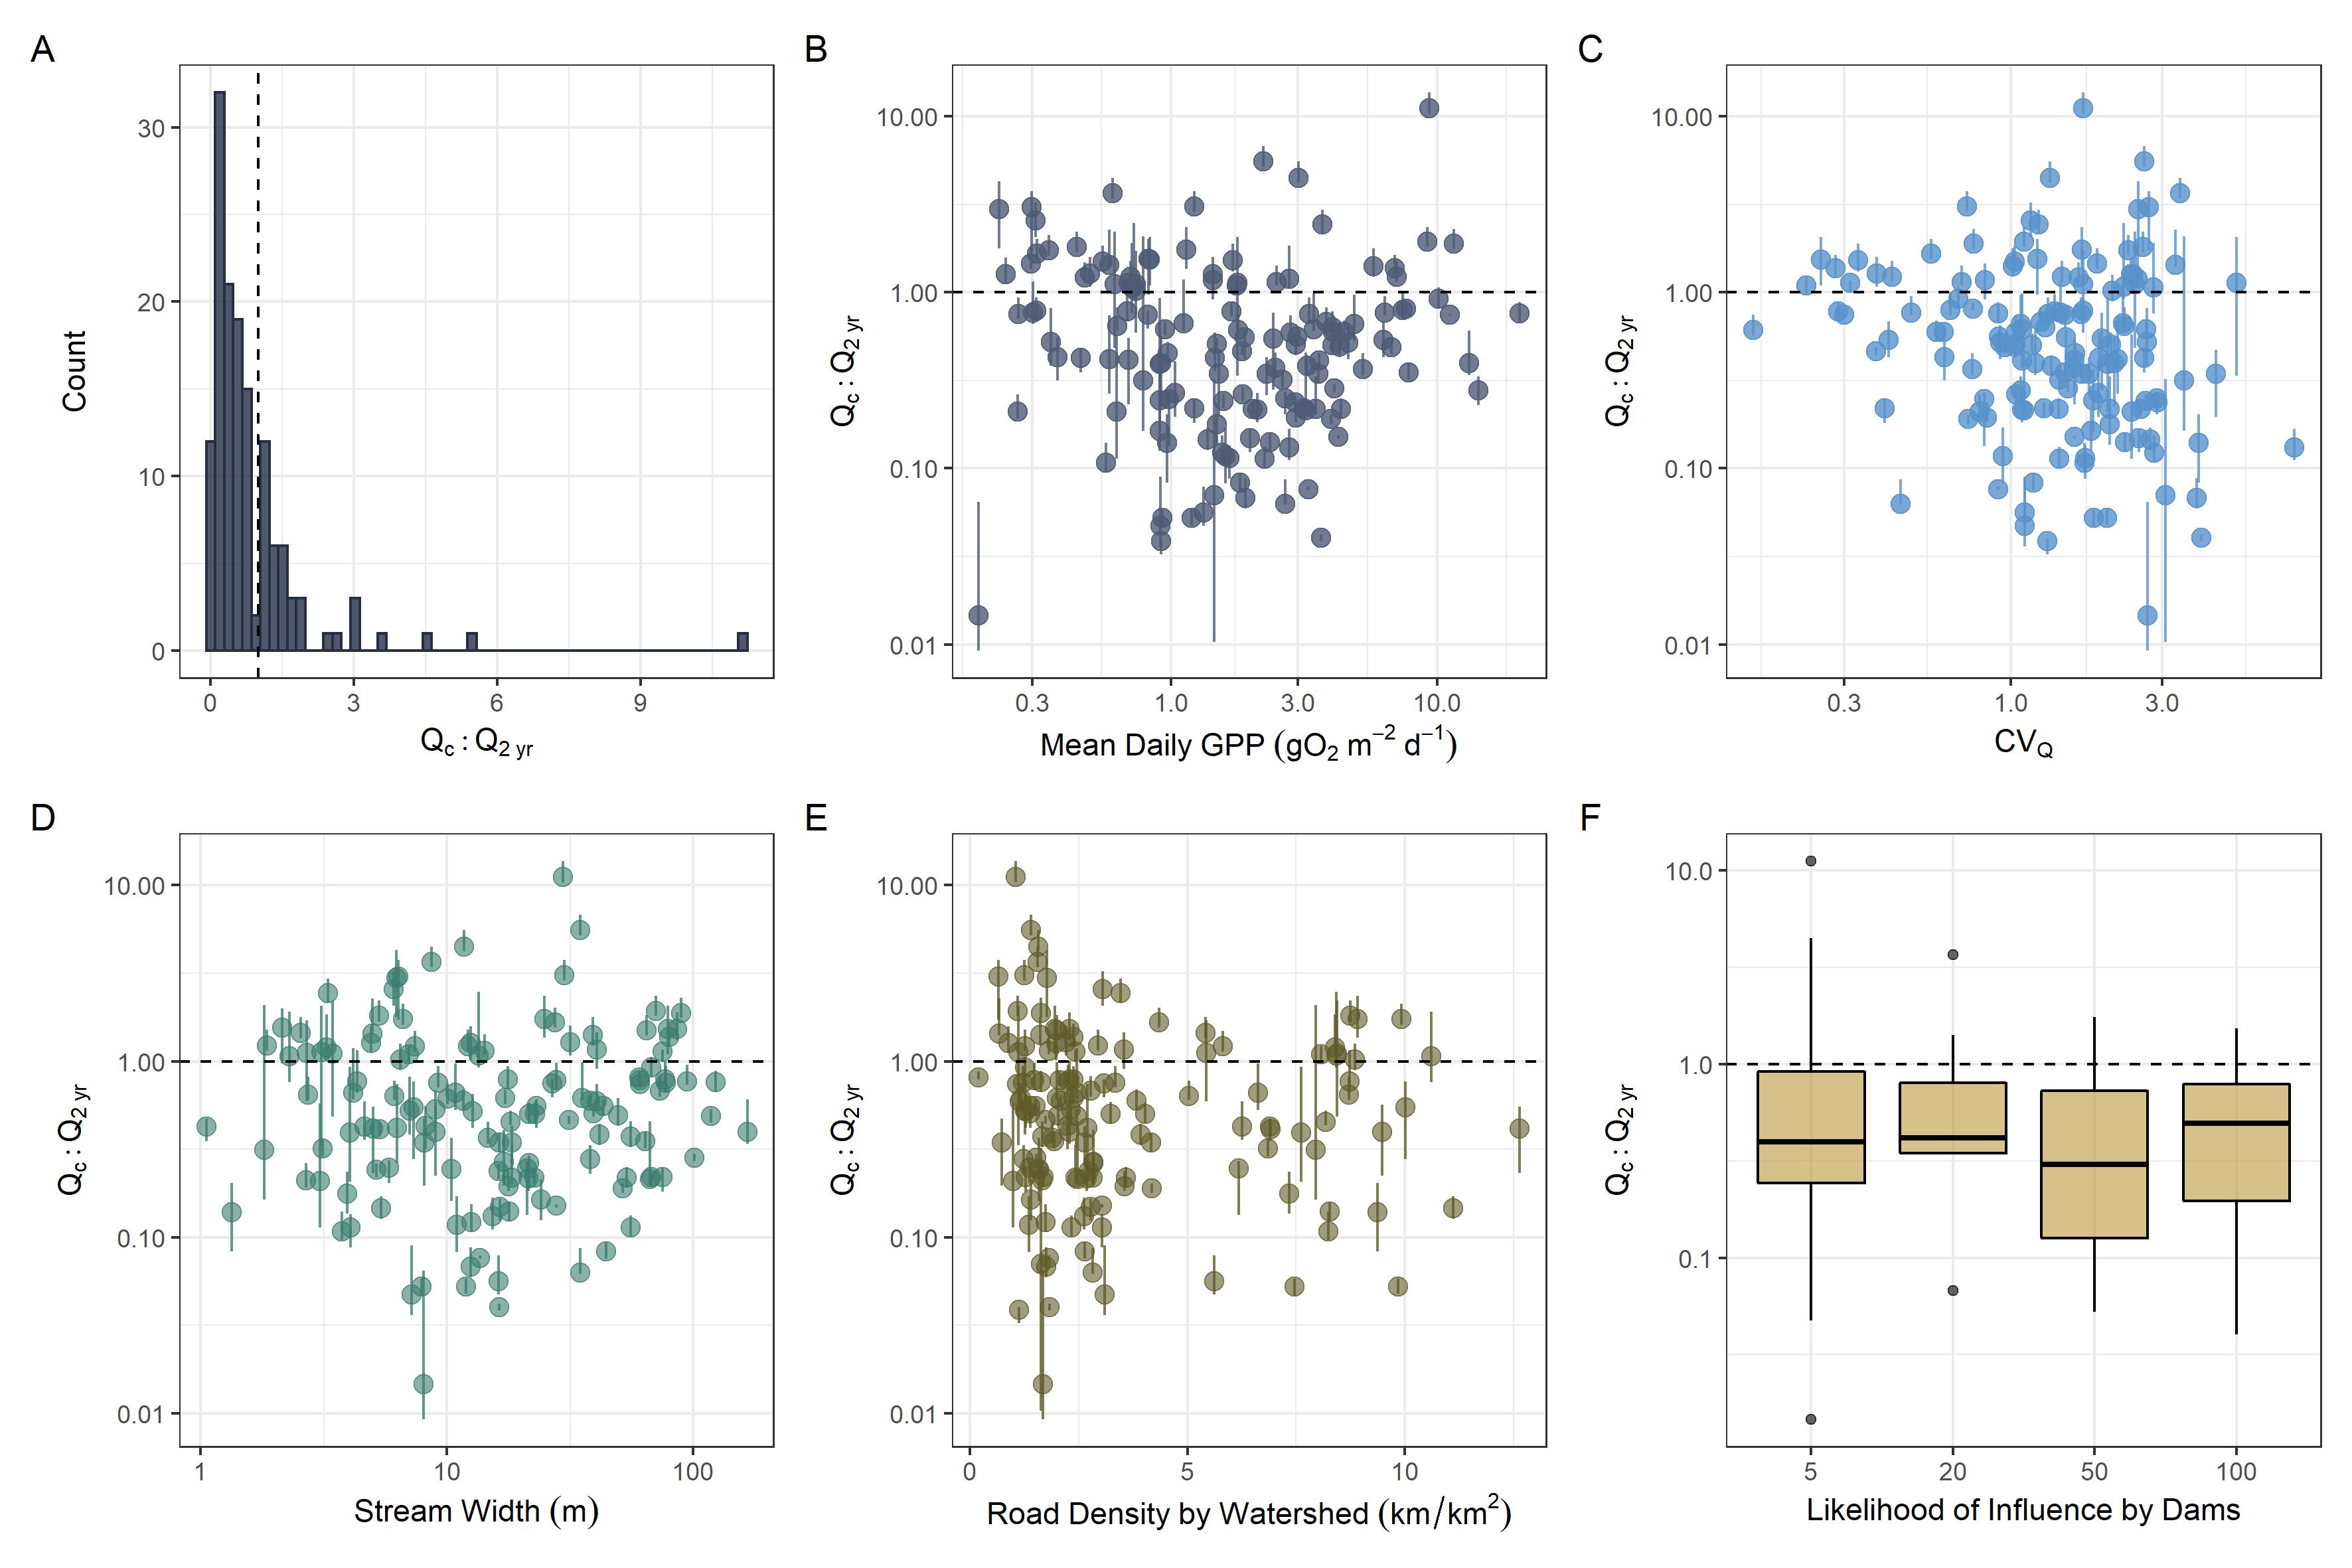 A
30
20
10
0
Count
0 3 6 9
Qc : Q2 yr
B
10.00
1.00
0.10
0.01
Qc : Q2 yr
0.3 1.0 3.0 10.0
Mean Daily GPP (gO2 m−2 d−1)
C
10.00
1.00
0.10
0.01
Qc : Q2 yr
0.3 1.0 3.0
CVQ
D
10.00
1.00
0.10
0.01
Qc : Q2 yr
1 10 100
Stream Width (m)
E
10.00
1.00
0.10
0.01
Qc : Q2 yr
0 5 10
Road Density by Watershed (km/km2)
F
10.0
1.0
0.1
Qc : Q2 yr
5 20 50 100
Likelihood of Influence by Dams